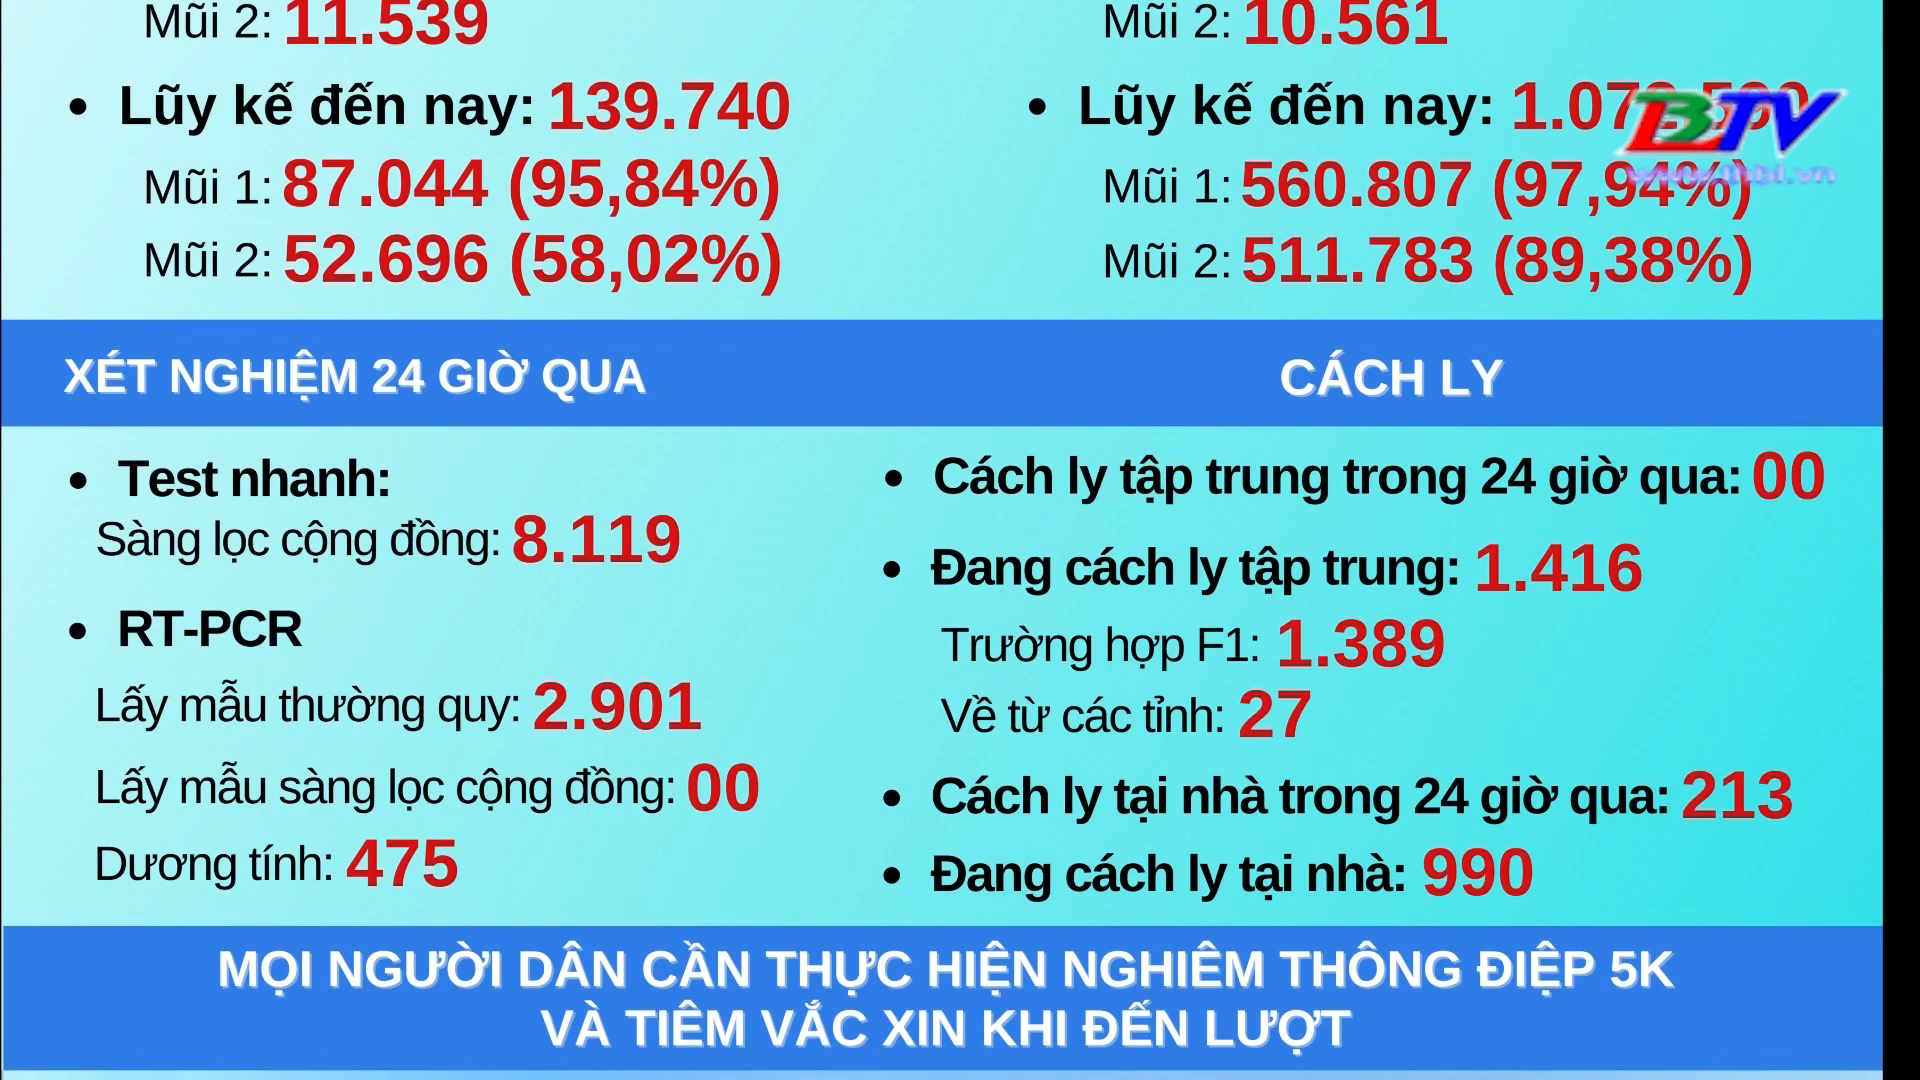 Mũi 2: 11.539
Lũy kế đến nay: 139.740
Mũi 1: 87.044 (95,84%)
Mũi 2: 52.696 (58,02%)
Mũi 2: 10.561
Lũy kế đến nay:
BTV
Mũi 1: 560.807 (97,94%)
Mũi 2: 511.783 (89,38%)
XÉT NGHIỆM 24 GIỜ QUA
Test nhanh:
Sàng lọc cộng đồng: 8.119
RT-PCR
Lấy mẫu thường quy: 2.901
Lấy mẫu sàng lọc cộng đồng: 00
Dương tính: 475
CÁCH LY
Cách ly tập trung trong 24 giờ qua: 00
Đang cách ly tập trung: 1.416
Trường hợp F1: 1.389
Về từ các tỉnh: 27
Cách ly tại nhà trong 24 giờ qua: 213
Đang cách ly tại nhà: 990
MỌI NGƯỜI DÂN CẦN THỰC HIỆN NGHIÊM THÔNG ĐIỆP 5K
VÀ TIÊM VẮC XIN KHI ĐẾN LƯỢT